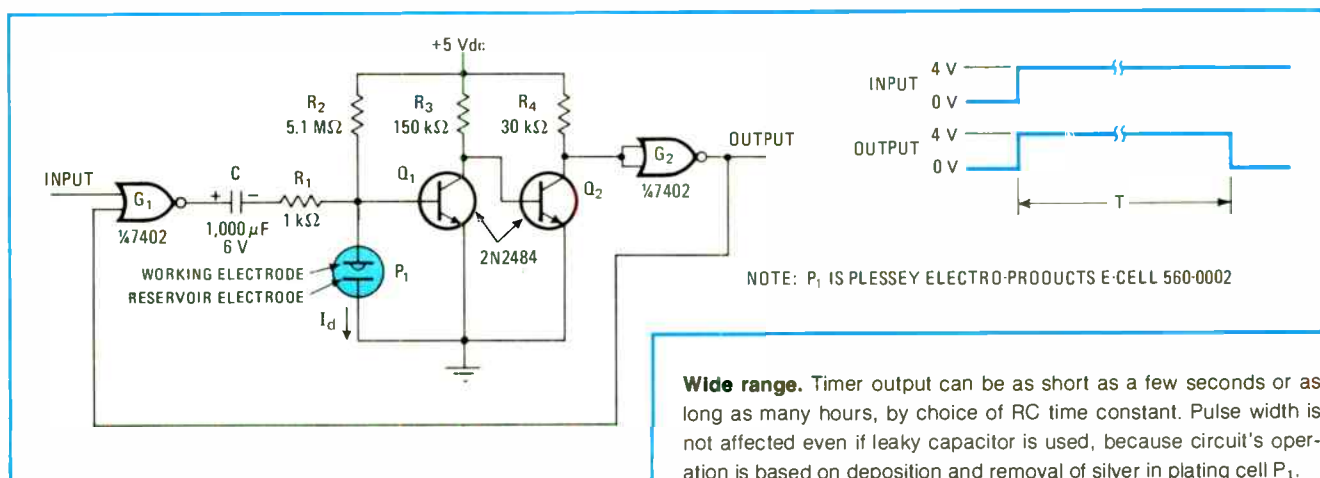 +5 Vdc
R2
5.1 MΩ
R3
150 kΩ
R4
30 kΩ
INPUT
G1
¼7402
+ C −
1,000 µF
6 V
R1
1 kΩ
Q1
Q2
2N2484
G2
¼7402
OUTPUT
WORKING ELECTRODE
RESERVOIR ELECTRODE
P1
Id
INPUT
4 V
0 V
OUTPUT
4 V
0 V
T
NOTE: P1 IS PLESSEY ELECTRO-PRODUCTS E-CELL 560-0002
Wide range. Timer output can be as short as a few seconds or as
long as many hours, by choice of RC time constant. Pulse width is
not affected even if leaky capacitor is used, because circuit's oper-
ation is based on deposition and removal of silver in plating cell P1.